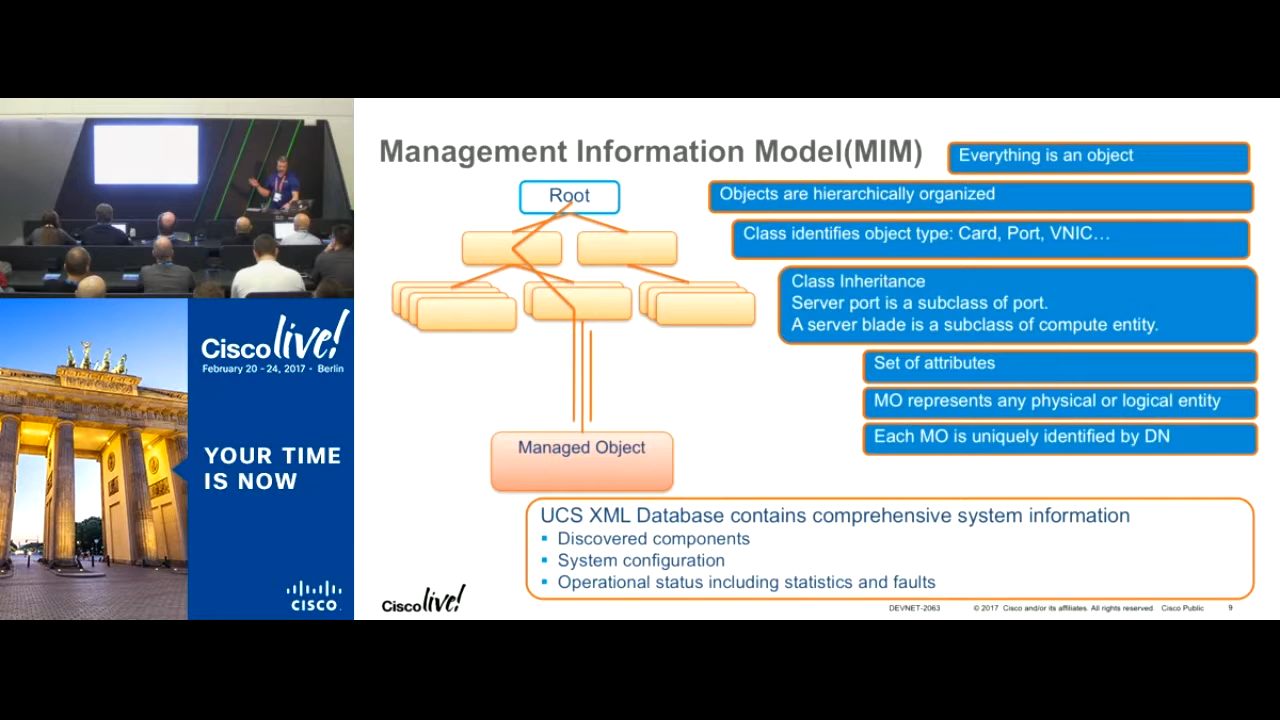 Management Information Model(MIM)
Everything is an object
Root
Objects are hierarchically organized
Class identifies object type: Card, Port, VNIC…
Class Inheritance
Server port is a subclass of port.
A server blade is a subclass of compute entity.
Set of attributes
MO represents any physical or logical entity
Each MO is uniquely identified by DN
Managed Object
UCS XML Database contains comprehensive system information
▪ Discovered components
▪ System configuration
▪ Operational status including statistics and faults
Cisco live!
DEVNET-2063 © 2017 Cisco and/or its affiliates. All rights reserved. Cisco Public 9
Cisco live!
February 20 - 24, 2017 • Berlin
YOUR TIME
IS NOW
CISCO.